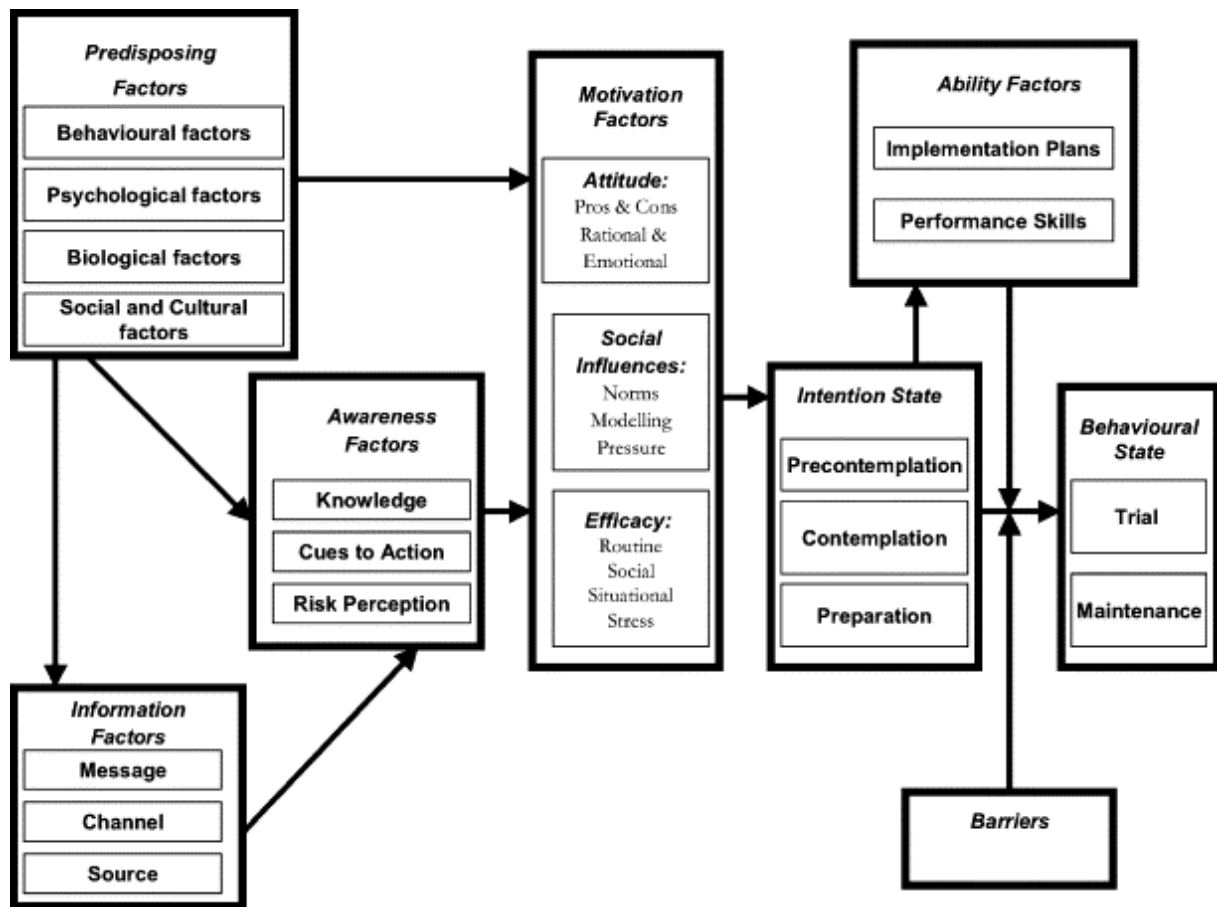 Predisposing
Factors
Behavioural factors
Psychological factors
Biological factors
Social and Cultural
factors
Information
Factors
Message
Channel
Source
Awareness
Factors
Knowledge
Cues to Action
Risk Perception
Motivation
Factors
Attitude:
Pros & Cons
Rational &
Emotional
Social
Influences:
Norms
Modelling
Pressure
Efficacy:
Routine
Social
Situational
Stress
Intention State
Precontemplation
Contemplation
Preparation
Ability Factors
Implementation Plans
Performance Skills
Barriers
Behavioural
State
Trial
Maintenance